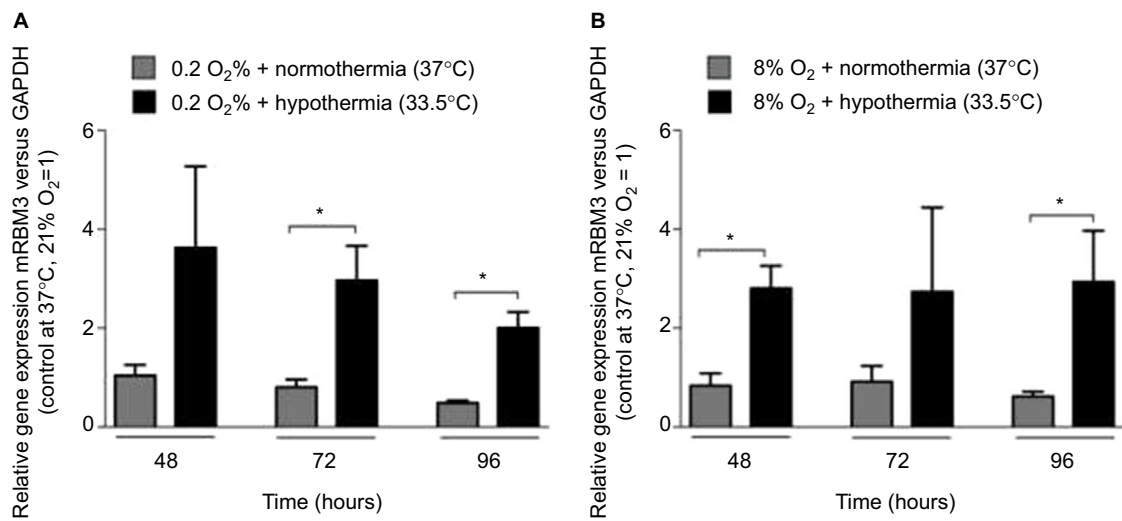 A
Relative gene expression mRBM3 versus GAPDH
(control at 37°C, 21% O₂=1)
0.2 O₂% + normothermia (37°C)
0.2 O₂% + hypothermia (33.5°C)
6
4
2
0
*
*
48
72
96
Time (hours)
B
Relative gene expression mRBM3 versus GAPDH
(control at 37°C, 21% O₂ = 1)
8% O₂ + normothermia (37°C)
8% O₂ + hypothermia (33.5°C)
6
4
2
0
*
*
48
72
96
Time (hours)